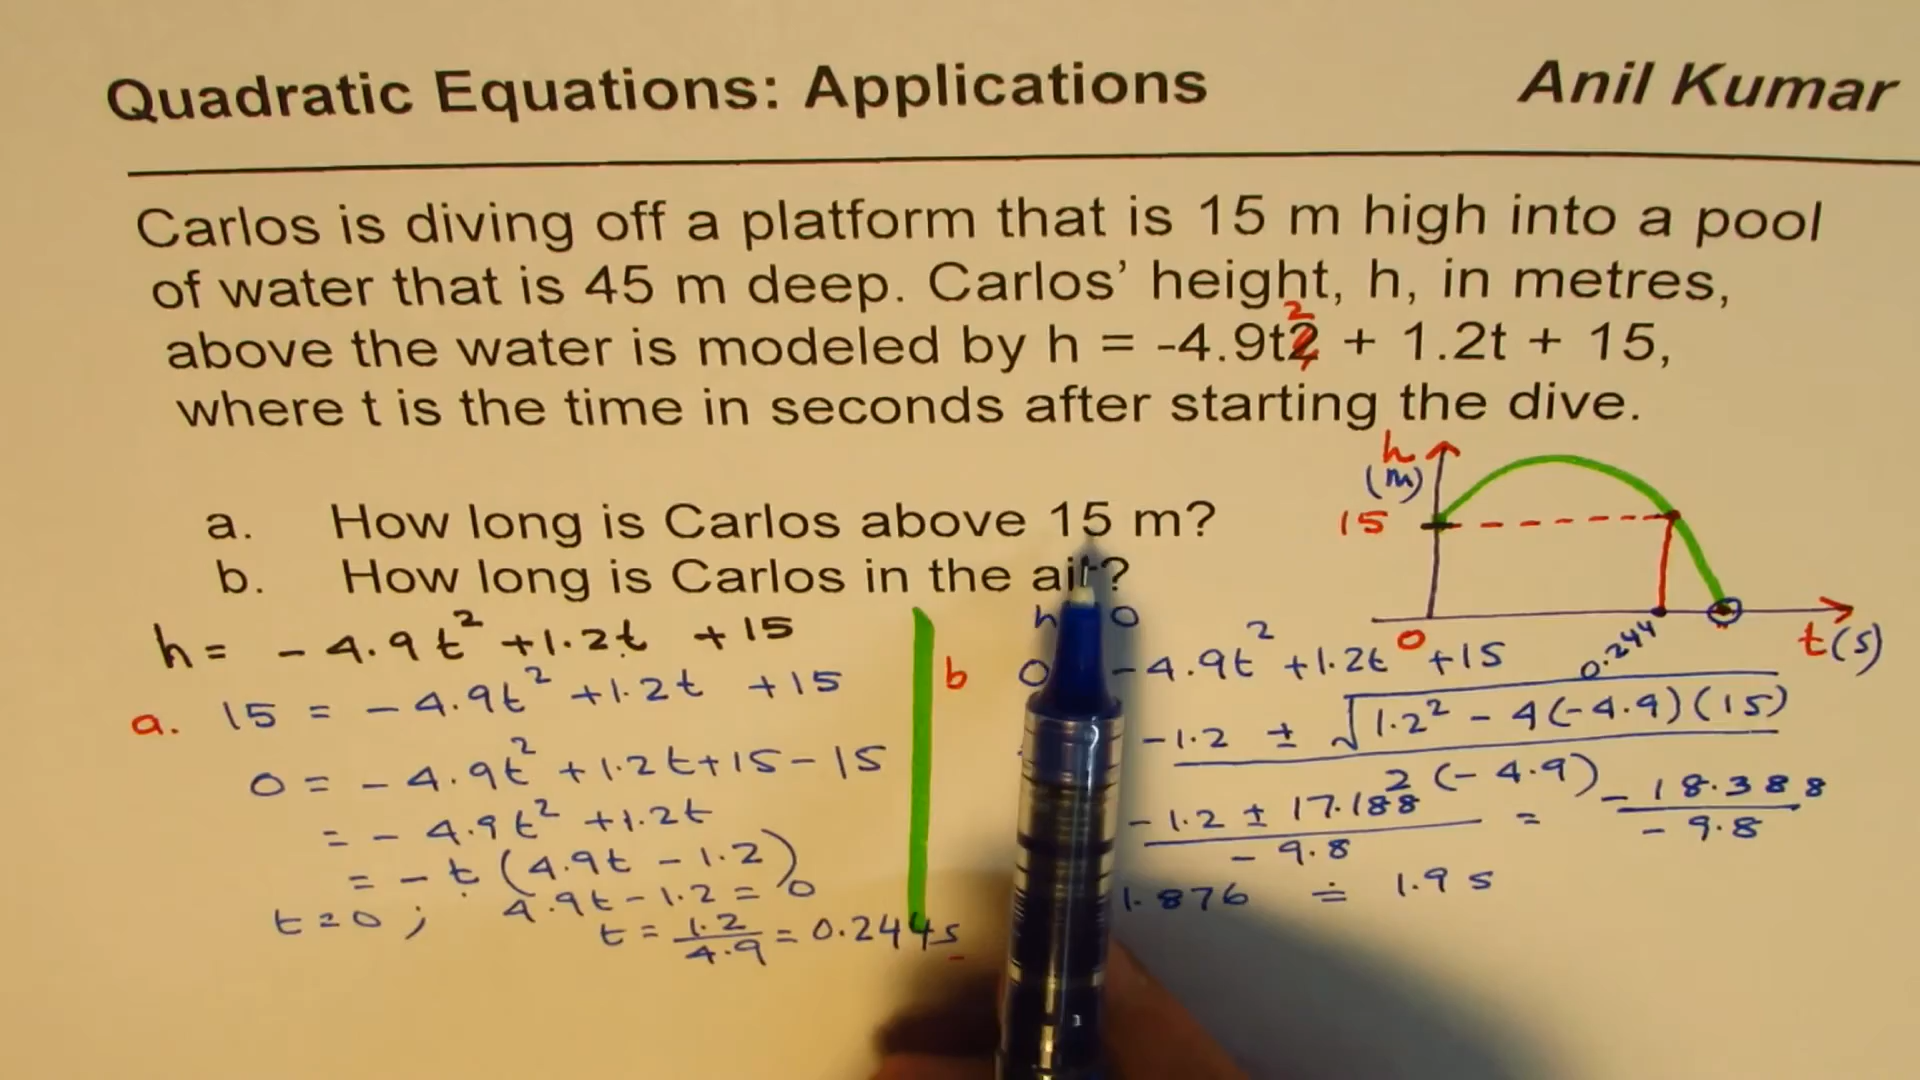 Quadratic Equations: Applications
Anil Kumar
Carlos is diving off a platform that is 15 m high into a pool
of water that is 45 m deep. Carlos' height, h, in metres,
above the water is modeled by h = -4.9t² + 1.2t + 15,
where t is the time in seconds after starting the dive.
a. How long is Carlos above 15 m?
b. How long is Carlos in the air?
h
(m)
15
0
0.244
t(s)
h = - 4.9t² + 1.2t + 15
a. 15 = - 4.9t² + 1.2t + 15
0 = - 4.9t² + 1.2t + 15 - 15
= - 4.9t² + 1.2t
= - t (4.9t - 1.2)
t = 0 ; 4.9t - 1.2 = 0
t = 1.2/4.9 = 0.244 s
h 0
b 0 - 4.9t² + 1.2t + 15
-1.2 ± √1.2² - 4(-4.9)(15)
2(-4.9)
-1.2 ± 17.188 / -9.8 = -18.388 / -9.8
1.876 ≐ 1.9 s